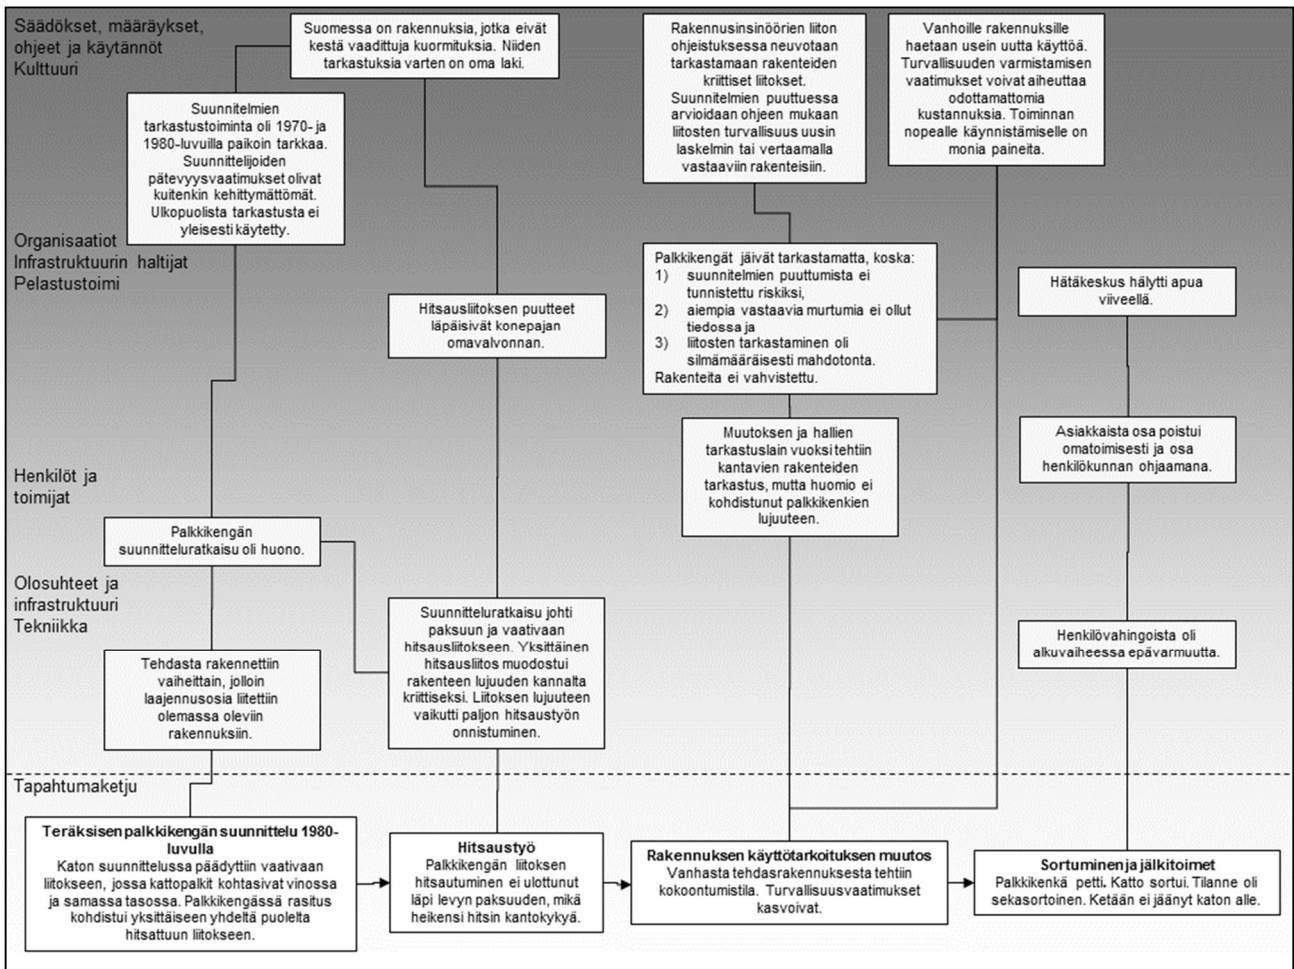 Säädökset, määräykset,
ohjeet ja käytännöt
Kulttuuri
Suomessa on rakennuksia, jotka eivät
kestä vaadittuja kuormituksia. Niiden
tarkastuksia varten on oma laki.
Rakennusinsinöörien liiton
ohjeistuksessa neuvotaan
tarkastamaan rakenteiden
kriittiset liitokset.
Suunnitelmien puuttuessa
arvioidaan ohjeen mukaan
liitosten turvallisuus uusin
laskelmin tai vertaamalla
vastaaviin rakenteisiin.
Vanhoille rakennuksille
haetaan usein uutta käyttöä.
Turvallisuuden varmistamisen
vaatimukset voivat aiheuttaa
odottamattomia
kustannuksia. Toiminnan
nopealle käynnistämiselle on
monia paineita.
Suunnitelmien
tarkastustoiminta oli 1970- ja
1980-luvuilla paikoin tarkkaa.
Suunnittelijoiden
pätevyysvaatimukset olivat
kuitenkin kehittymättömät.
Ulkopuolista tarkastusta ei
yleisesti käytetty.
Organisaatiot
Infrastruktuurin haltijat
Pelastustoimi
Hitsausliitoksen puutteet
läpäisivät konepajan
omavalvonnan.
Palkkikengät jäivät tarkastamatta, koska:
1) suunnitelmien puuttumista ei
tunnistettu riskiksi,
2) aiempia vastaavia murtumia ei ollut
tiedossa ja
3) liitosten tarkastaminen oli
silmämääräisesti mahdotonta.
Rakenteita ei vahvistettu.
Hätäkeskus hälytti apua
viiveellä.
Henkilöt ja
toimijat
Muutoksen ja hallien
tarkastuslain vuoksi tehtiin
kantavien rakenteiden
tarkastus, mutta huomio ei
kohdistunut palkkikenkien
lujuuteen.
Asiakkaista osa poistui
omatoimisesti ja osa
henkilökunnan ohjaamana.
Palkkikengän
suunnitteluratkaisu oli huono.
Olosuhteet ja
infrastruktuuri
Tekniikka
Tehdasta rakennettiin
vaiheittain, jolloin
laajennusosia liitettiin
olemassa oleviin
rakennuksiin.
Suunnitteluratkaisu johti
paksuun ja vaativaan
hitsausliitokseen. Yksittäinen
hitsausliitos muodostui
rakenteen lujuuden kannalta
kriittiseksi. Liitoksen lujuuteen
vaikutti paljon hitsaustyön
onnistuminen.
Henkilövahingoista oli
alkuvaiheessa epävarmuutta.
Tapahtumaketju
Teräksisen palkkikengän suunnittelu 1980-
luvulla
Katon suunnittelussa päädyttiin vaativaan
liitokseen, jossa kattopalkit kohtasivat vinossa
ja samassa tasossa. Palkkikengässä rasitus
kohdistui yksittäiseen yhdeltä puolelta
hitsattuun liitokseen.
Hitsaustyö
Palkkikengän liitoksen
hitsautuminen ei ulottunut
läpi levyn paksuuden, mikä
heikensi hitsin kantokykyä.
Rakennuksen käyttötarkoituksen muutos
Vanhasta tehdasrakennuksesta tehtiin
kokoontumistila. Turvallisuusvaatimukset
kasvoivat.
Sortuminen ja jälkitoimet
Palkkikenkä petti. Katto sortui. Tilanne oli
sekasortoinen. Ketään ei jäänyt katon alle.